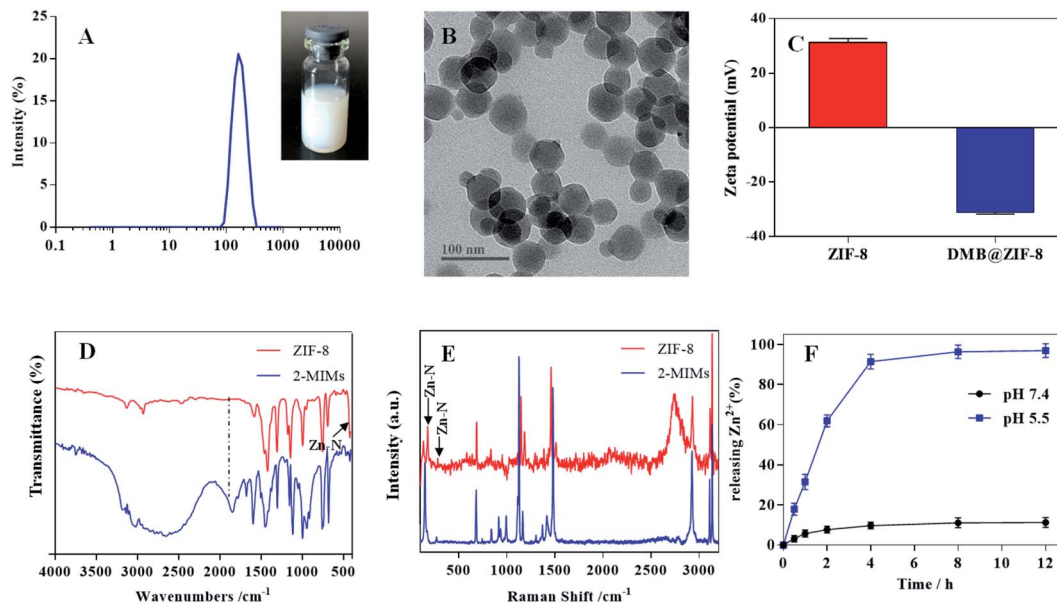 A
Intensity (%)
25
20
15
10
5
0
0.1 1 10 100 1000 10000
B
100 nm
C
Zeta potential (mV)
40
20
0
-20
-40
ZIF-8 DMB@ZIF-8
D
ZIF-8
2-MIMs
Zn-N
Transmittance (%)
4000 3000 2000 1500 1000 500
Wavenumbers /cm-1
E
ZIF-8
2-MIMs
Zn-N
Zn-N
Intensity (a.u.)
500 1000 1500 2000 2500 3000
Raman Shift /cm-1
F
releasing Zn2+(%)
100
80
60
40
20
0
pH 7.4
pH 5.5
0 2 4 6 8 10 12
Time / h